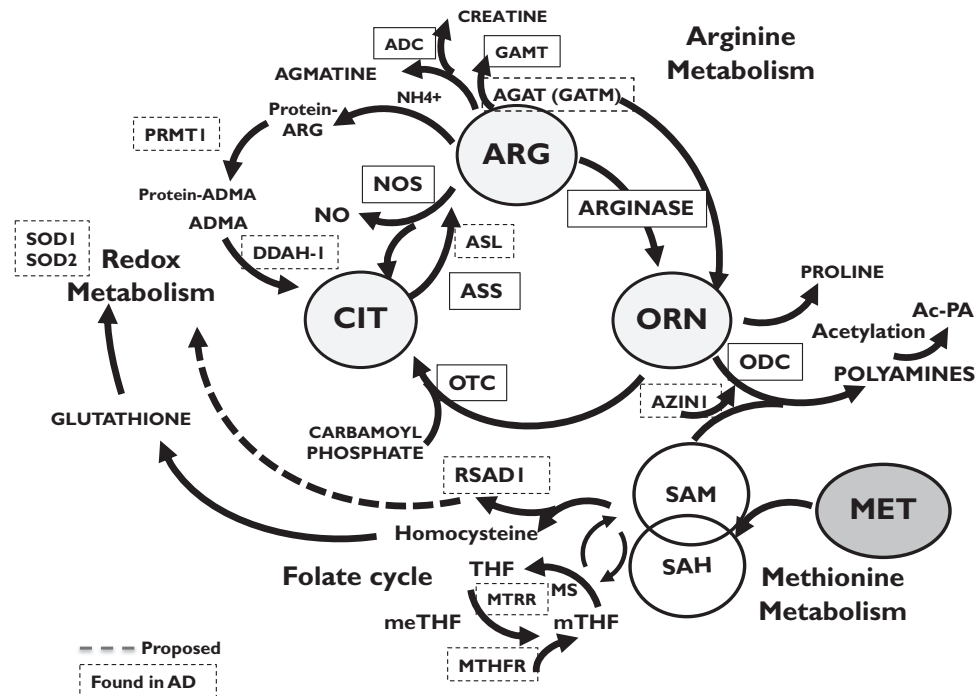 CREATINE
ADC
GAMT
Arginine
Metabolism
AGMATINE
NH4+
AGAT (GATM)
Protein-
ARG
PRMT1
ARG
NOS
Protein-ADMA
NO
ARGINASE
ADMA
SOD1
SOD2
Redox
Metabolism
DDAH-1
ASL
ASS
CIT
ORN
PROLINE
Ac-PA
Acetylation
ODC
POLYAMINES
OTC
AZIN1
GLUTATHIONE
CARBAMOYL
PHOSPHATE
RSAD1
SAM
MET
Homocysteine
SAH
Folate cycle
THF
MS
MTRR
meTHF
mTHF
Methionine
Metabolism
MTHFR
Proposed
Found in AD